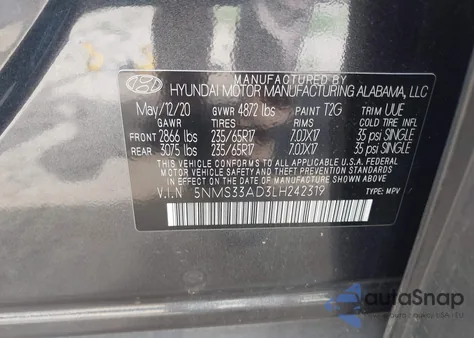 MANUFACTURED BY
HYUNDAI MOTOR MANUFACTURING ALABAMA, LLC
May/12/20 GVWR 4872 lbs PAINT T2G TRIM UUE
GAWR TIRES RIMS COLD TIRE INFL
FRONT 2866 lbs 235/65R17 7.0JX17 35 psi SINGLE
REAR 3075 lbs 235/65R17 7.0JX17 35 psi SINGLE
THIS VEHICLE CONFORMS TO ALL APPLICABLE FEDERAL
MOTOR VEHICLE SAFETY AND THEFT PREVENTION
STANDARDS IN EFFECT ON THE DATE OF
MANUFACTURE SHOWN ABOVE.
V.I.N 5NMS33AD3LH242319 TYPE: MPV
autoSnap